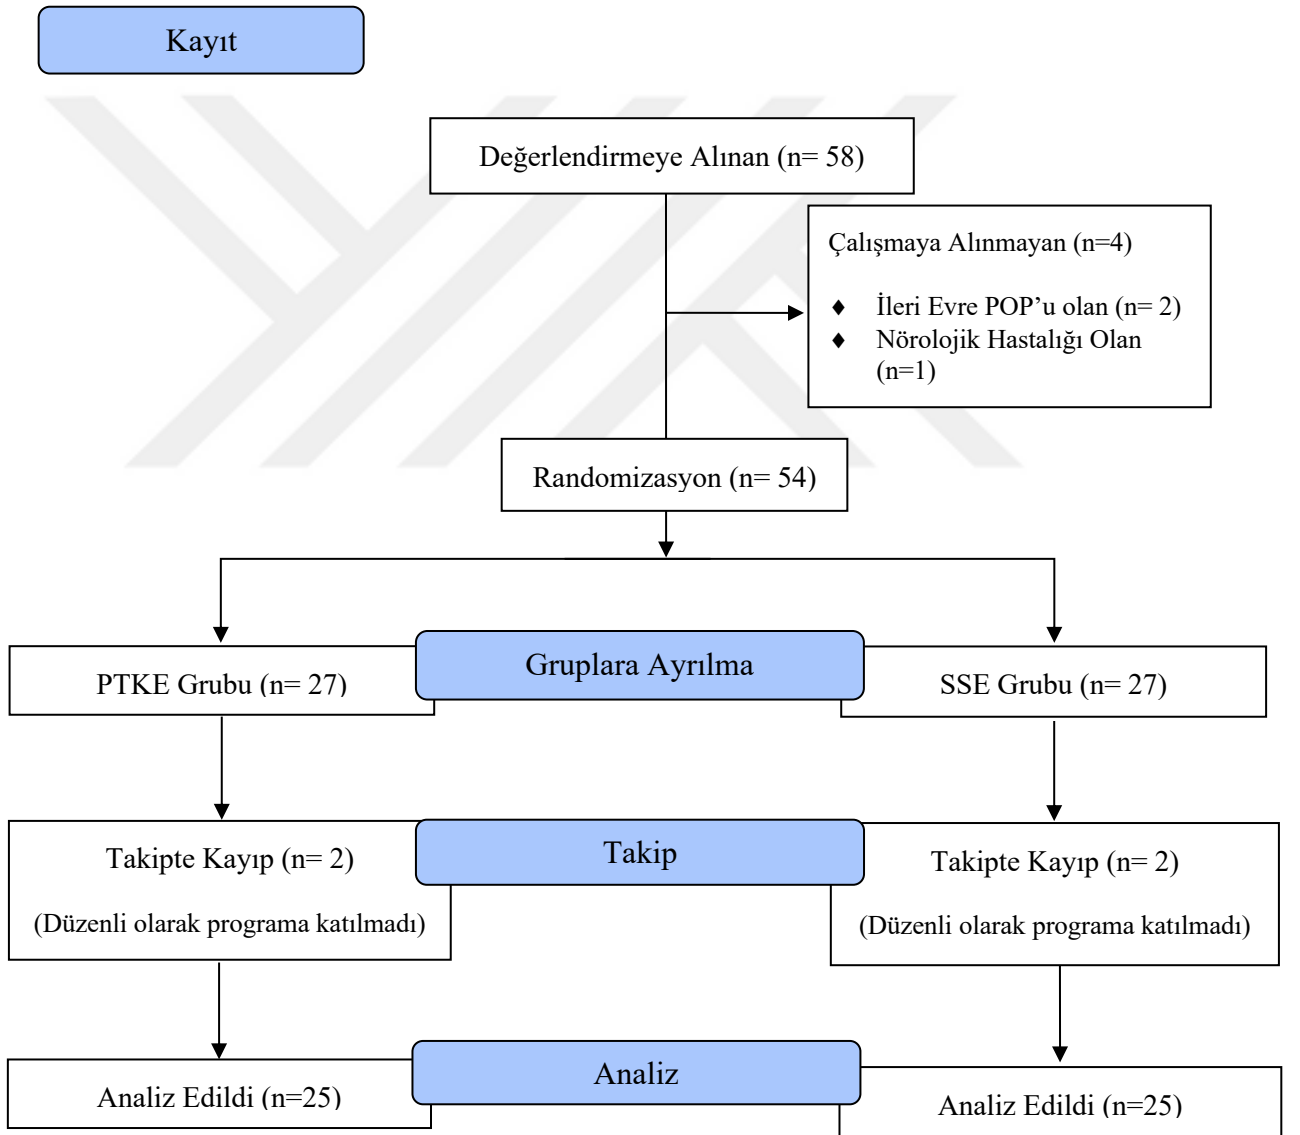 Kayıt
Değerlendirmeye Alınan (n= 58)
Çalışmaya Alınmayan (n=4)
♦ İleri Evre POP’u olan (n= 2)
♦ Nörolojik Hastalığı Olan
(n=1)
Randomizasyon (n= 54)
Gruplara Ayrılma
PTKE Grubu (n= 27)
SSE Grubu (n= 27)
Takip
Takipte Kayıp (n= 2)
(Düzenli olarak programa katılmadı)
Takipte Kayıp (n= 2)
(Düzenli olarak programa katılmadı)
Analiz
Analiz Edildi (n=25)
Analiz Edildi (n=25)